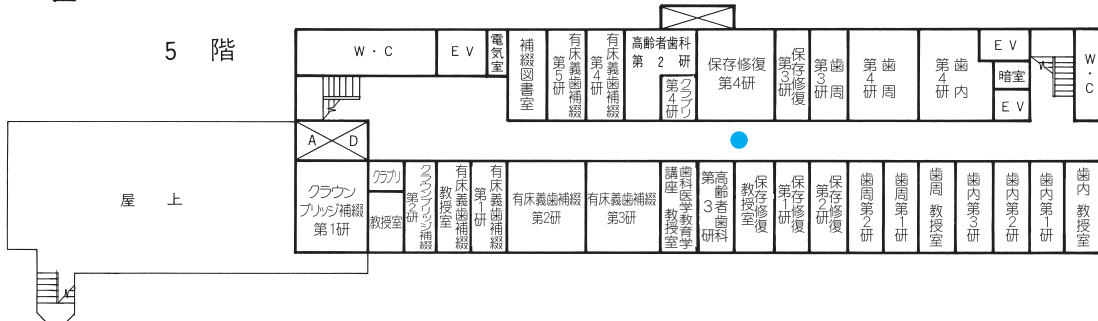 5 階
W・C
EV
電気室
補綴図書室
有床義歯補綴
第5研
有床義歯補綴
第4研
高齢者歯科
第2研
クラブリ
第4研
保存修復
第4研
保存修復
第3研
歯周
第3研
歯周
第4研
歯内
第4研
EV
暗室
EV
W・C
AD
屋上
クラウン
ブリッジ補綴
第1研
クラブリ
教授室
クラウンブリッジ補綴
第2研
有床義歯補綴
教授室
有床義歯補綴
第1研
有床義歯補綴
第2研
有床義歯補綴
第3研
歯科医学教育学
講座 教授室
高齢者歯科
第3研
保存修復
教授室
保存修復
第1研
保存修復
第2研
歯周第2研
歯周第1研
歯周 教授室
歯内第3研
歯内第2研
歯内第1研
歯内 教授室